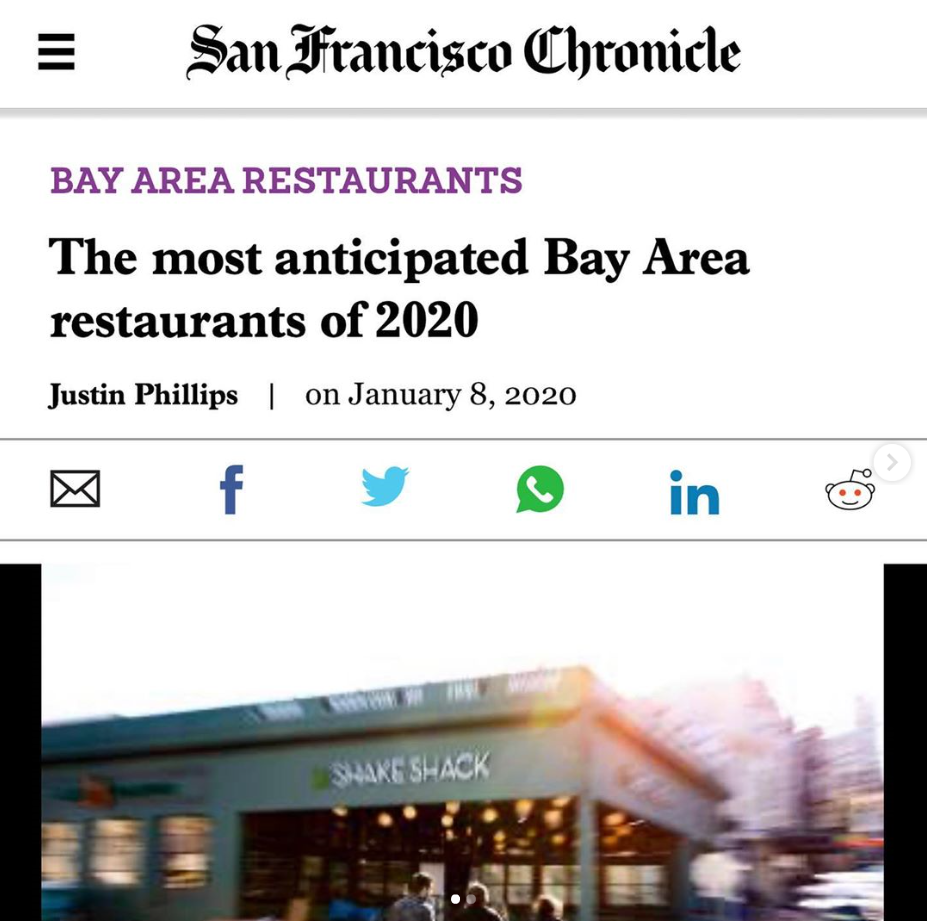 San Francisco Chronicle
BAY AREA RESTAURANTS
The most anticipated Bay Area
restaurants of 2020
Justin Phillips | on January 8, 2020
f
in
SHAKE SHACK